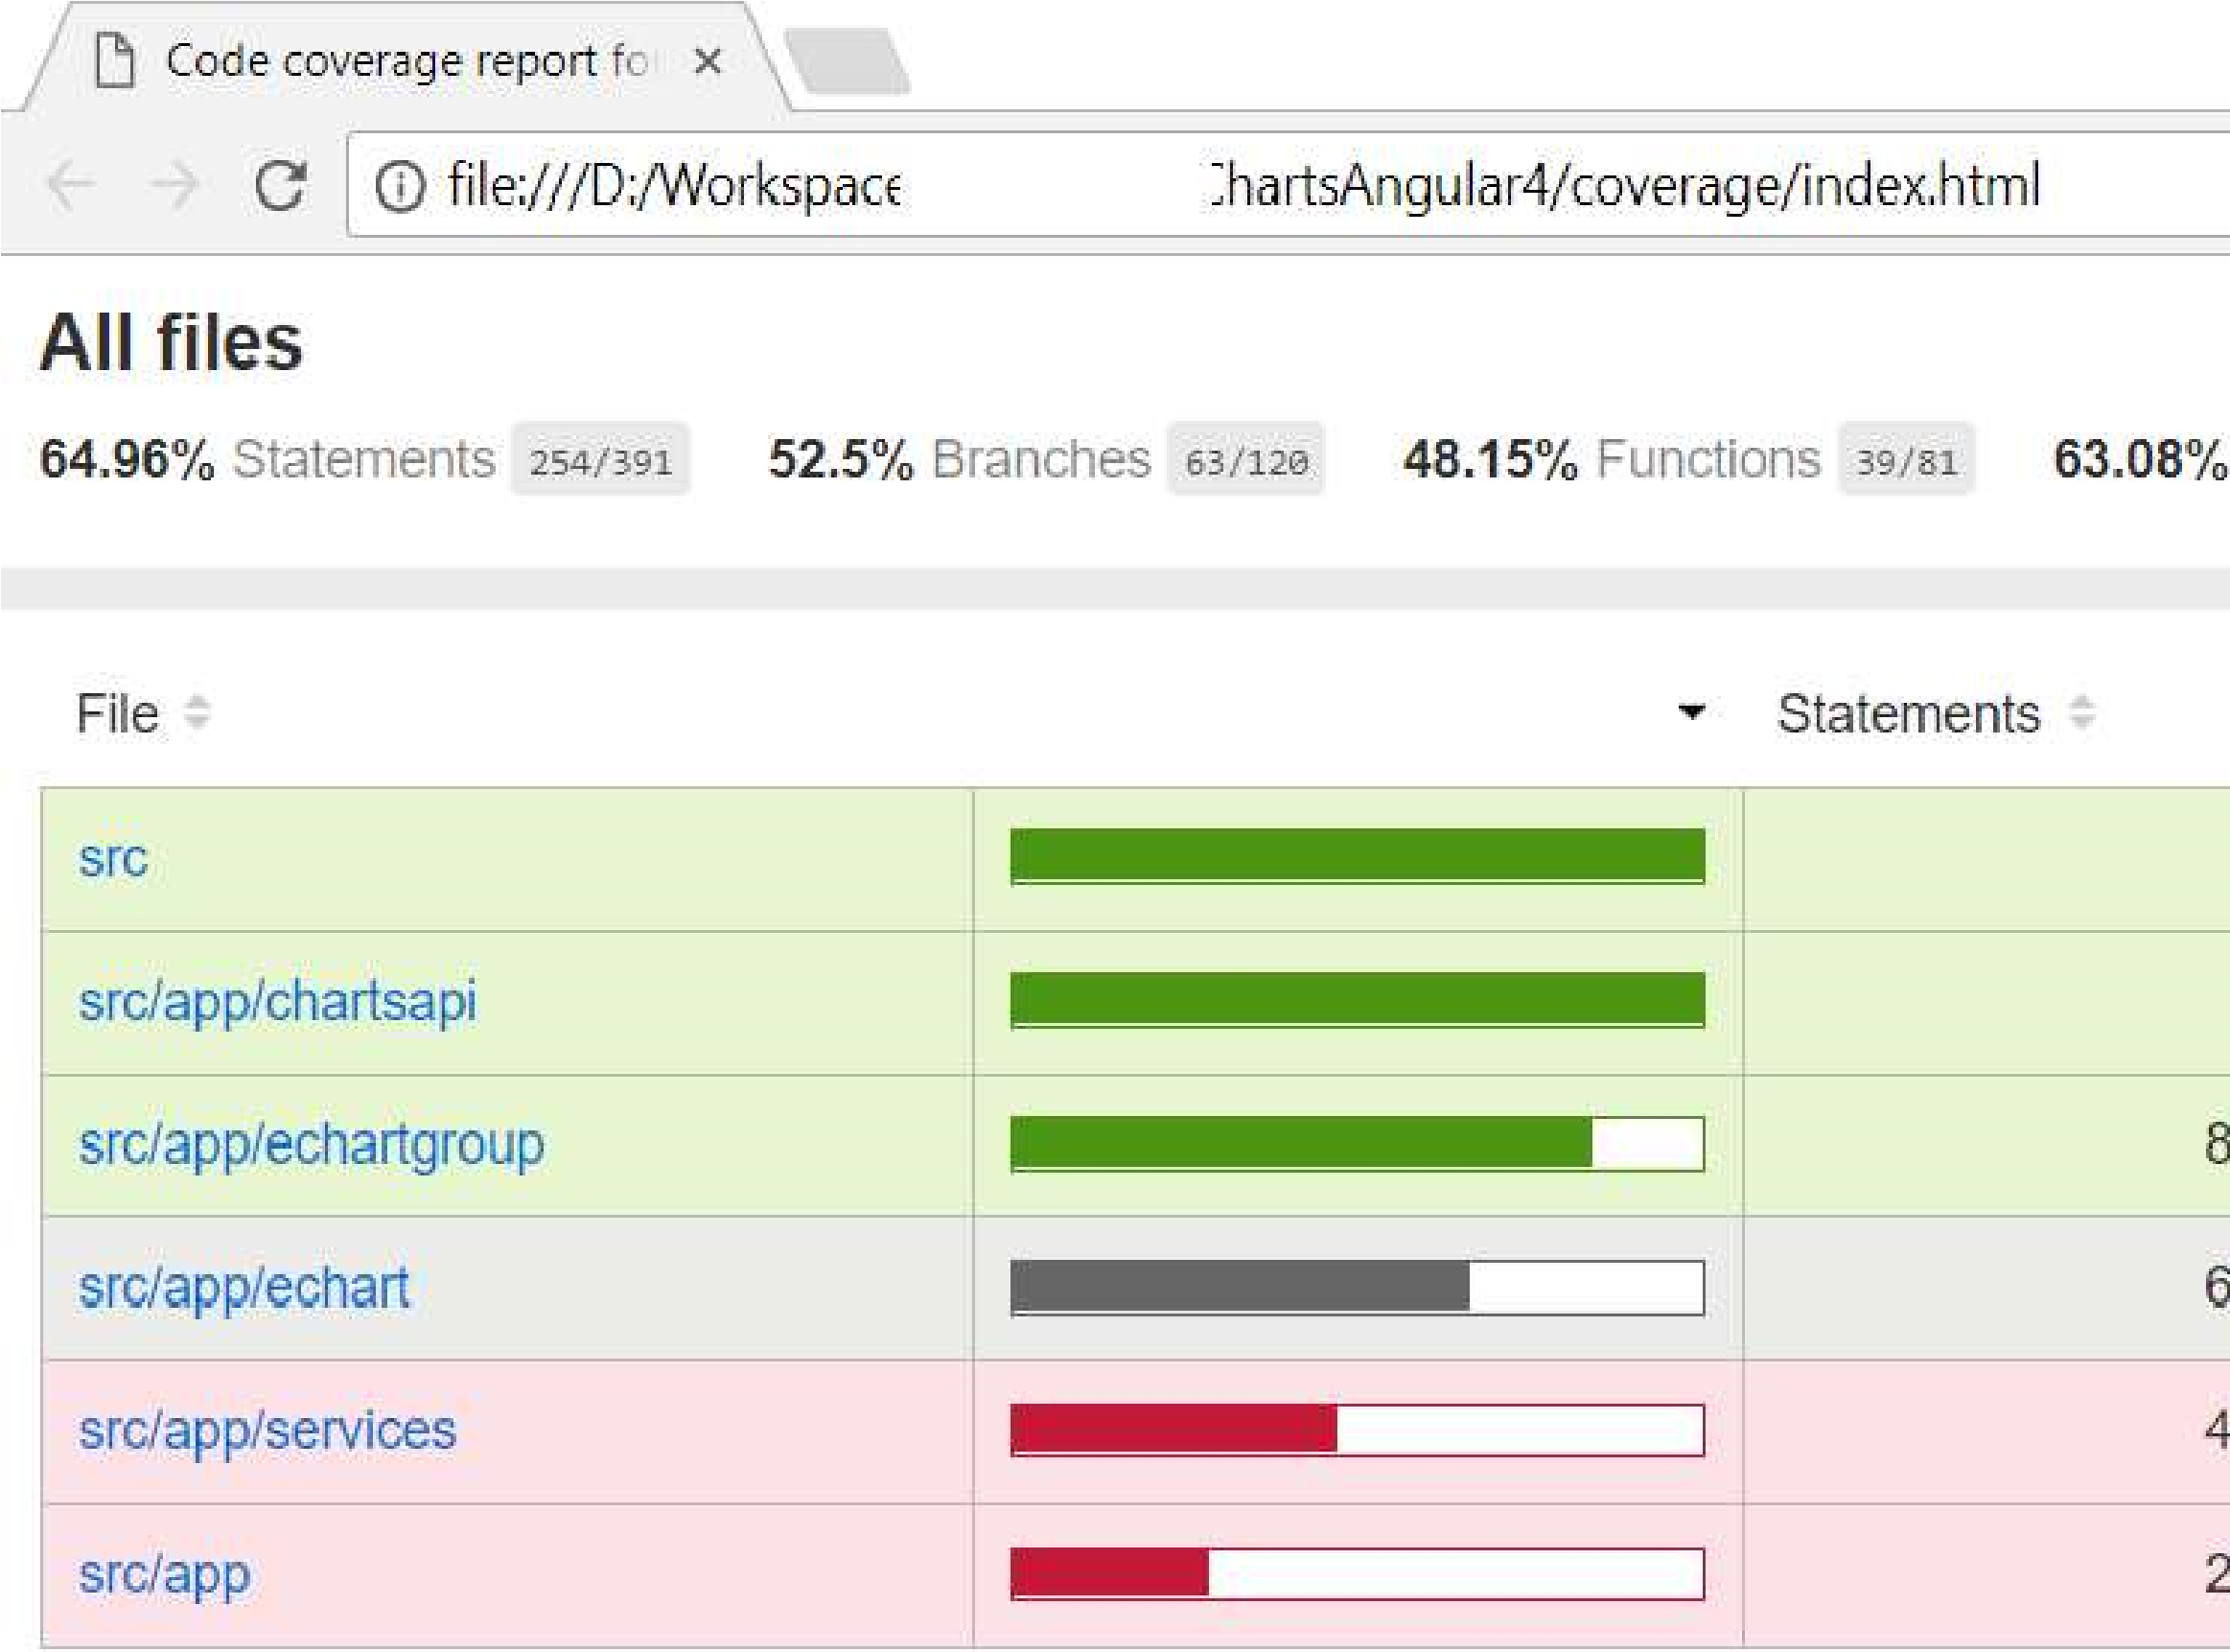 Code coverage report fo
file:///D:/Workspace hartsAngular4/coverage/index.html
All files
64.96% Statements 254/391 52.5% Branches 63/120 48.15% Functions 39/81 63.08%
File Statements
src
src/app/chartsapi
src/app/echartgroup 8
src/app/echart 6
src/app/services 4
src/app 2